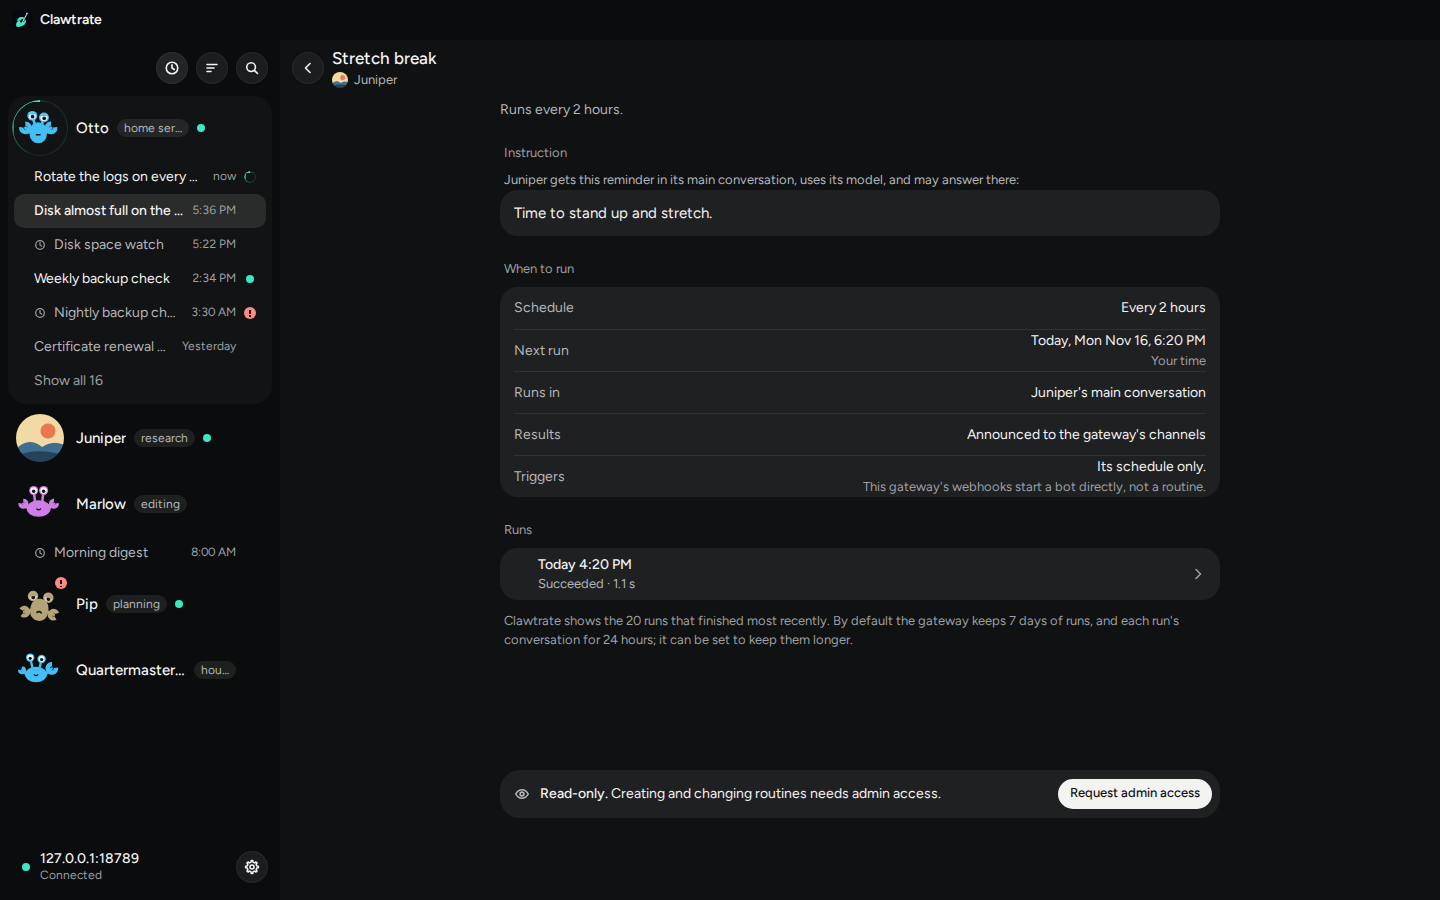 Clawtrate
Stretch break
Juniper
Otto
home ser...
Rotate the logs on every ...
now
Disk almost full on the ...
5:36 PM
Disk space watch
5:22 PM
Weekly backup check
2:34 PM
Nightly backup ch...
3:30 AM
Certificate renewal ...
Yesterday
Show all 16
Juniper
research
Marlow
editing
Morning digest
8:00 AM
Pip
planning
Quartermaster...
hou...
127.0.0.1:18789
Connected
Runs every 2 hours.
Instruction
Juniper gets this reminder in its main conversation, uses its model, and may answer there:
Time to stand up and stretch.
When to run
Schedule
Every 2 hours
Next run
Today, Mon Nov 16, 6:20 PM
Your time
Runs in
Juniper's main conversation
Results
Announced to the gateway's channels
Triggers
Its schedule only.
This gateway's webhooks start a bot directly, not a routine.
Runs
Today 4:20 PM
Succeeded · 1.1 s
Clawtrate shows the 20 runs that finished most recently. By default the gateway keeps 7 days of runs, and each run's
conversation for 24 hours; it can be set to keep them longer.
Read-only. Creating and changing routines needs admin access.
Request admin access